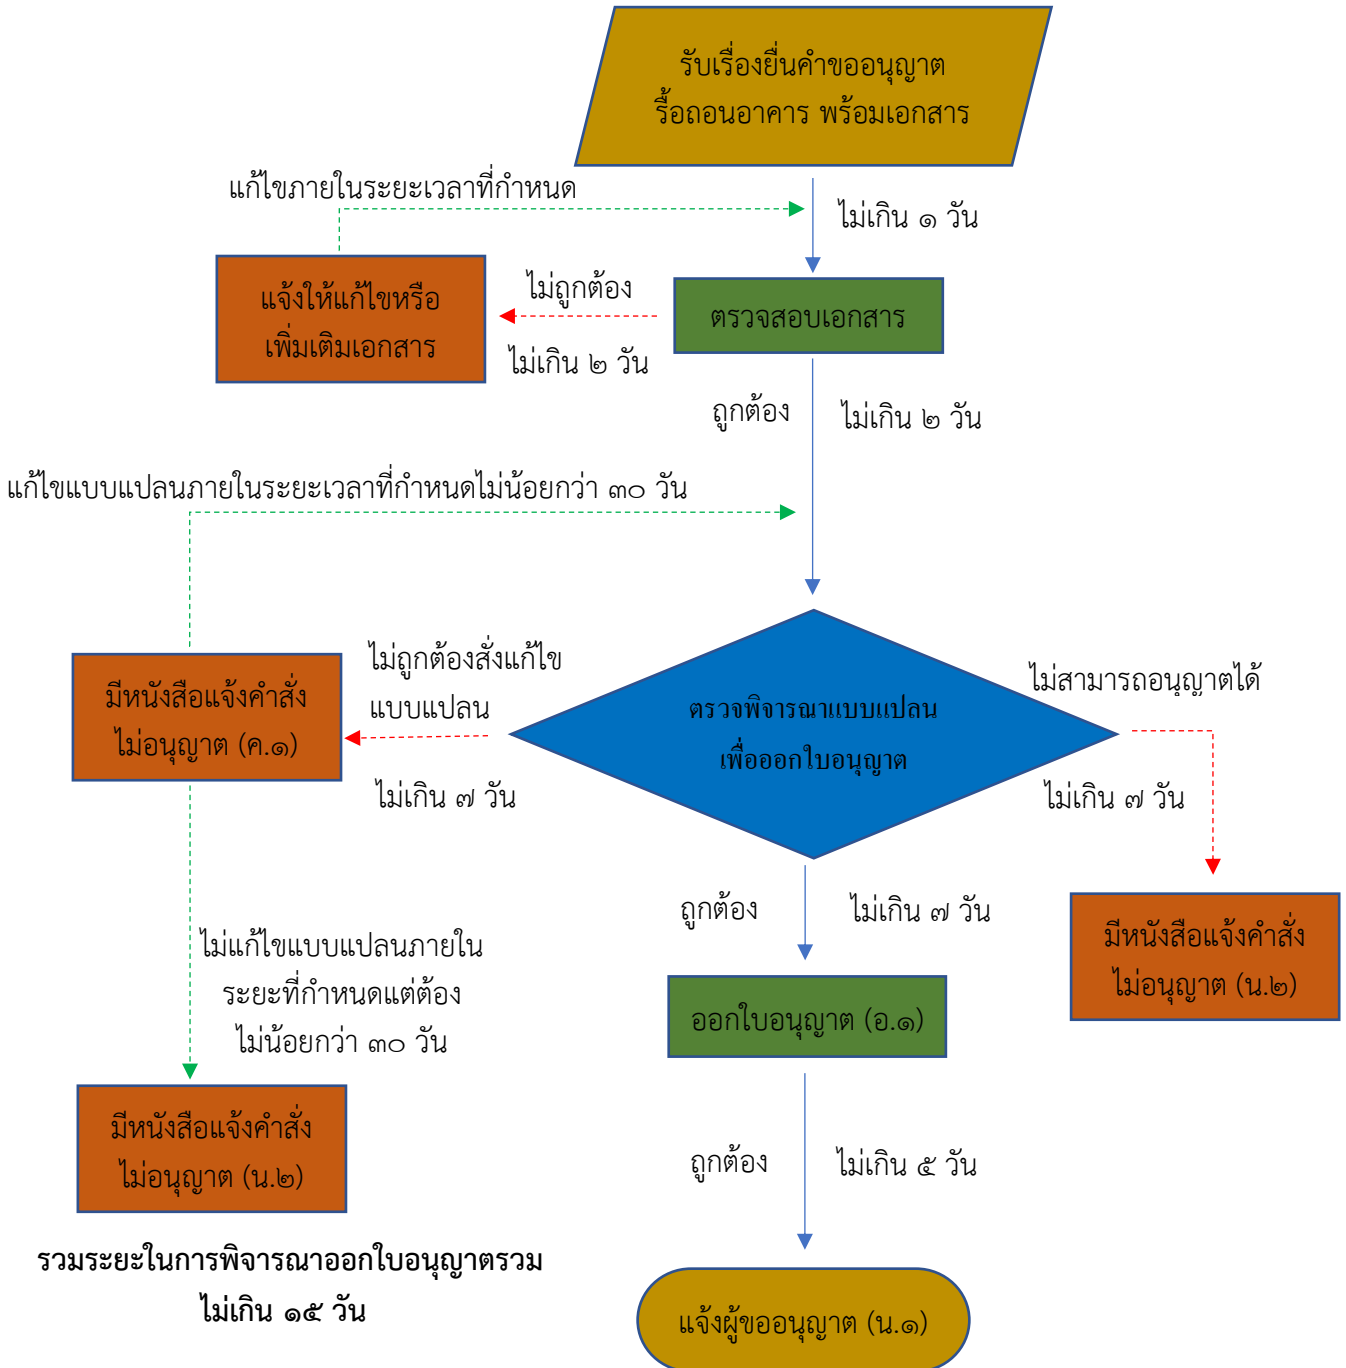 รับเรื่องยื่นคำขออนุญาต
รื้อถอนอาคาร พร้อมเอกสาร
แก้ไขภายในระยะเวลาที่กำหนด
ไม่เกิน ๑ วัน
แจ้งให้แก้ไขหรือ
เพิ่มเติมเอกสาร
ไม่ถูกต้อง
ไม่เกิน ๒ วัน
ตรวจสอบเอกสาร
ถูกต้อง
ไม่เกิน ๒ วัน
แก้ไขแบบแปลนภายในระยะเวลาที่กำหนดไม่น้อยกว่า ๓๐ วัน
มีหนังสือแจ้งคำสั่ง
ไม่อนุญาต (ค.๑)
ไม่ถูกต้องสั่งแก้ไข
แบบแปลน
ไม่เกิน ๗ วัน
ตรวจพิจารณาแบบแปลน
เพื่อออกใบอนุญาต
ไม่สามารถอนุญาตได้
ไม่เกิน ๗ วัน
ถูกต้อง
ไม่เกิน ๗ วัน
มีหนังสือแจ้งคำสั่ง
ไม่อนุญาต (น.๒)
ไม่แก้ไขแบบแปลนภายใน
ระยะที่กำหนดแต่ต้อง
ไม่น้อยกว่า ๓๐ วัน
ออกใบอนุญาต (อ.๑)
มีหนังสือแจ้งคำสั่ง
ไม่อนุญาต (น.๒)
ถูกต้อง
ไม่เกิน ๕ วัน
รวมระยะในการพิจารณาออกใบอนุญาตรวม
ไม่เกิน ๑๕ วัน
แจ้งผู้ขออนุญาต (น.๑)